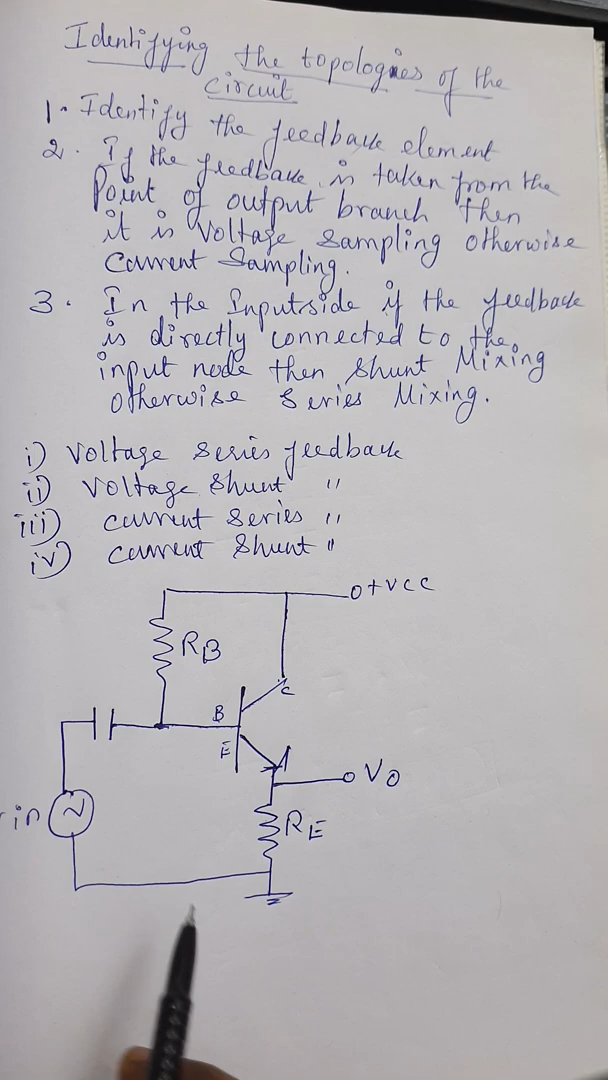 Identifying the topologies of the
circuit
1. Identify the feedback element
2. If the feedback is taken from the
Point of output branch then
it is Voltage Sampling otherwise
Current Sampling.
3. In the Inputside if the feedback
is directly connected to the
input node then Shunt Mixing
otherwise Series Mixing.
i) Voltage Series feedback
ii) Voltage Shunt "
iii) current Series "
iv) current Shunt "
+VCC
RB
C
B
E
VO
in
RE